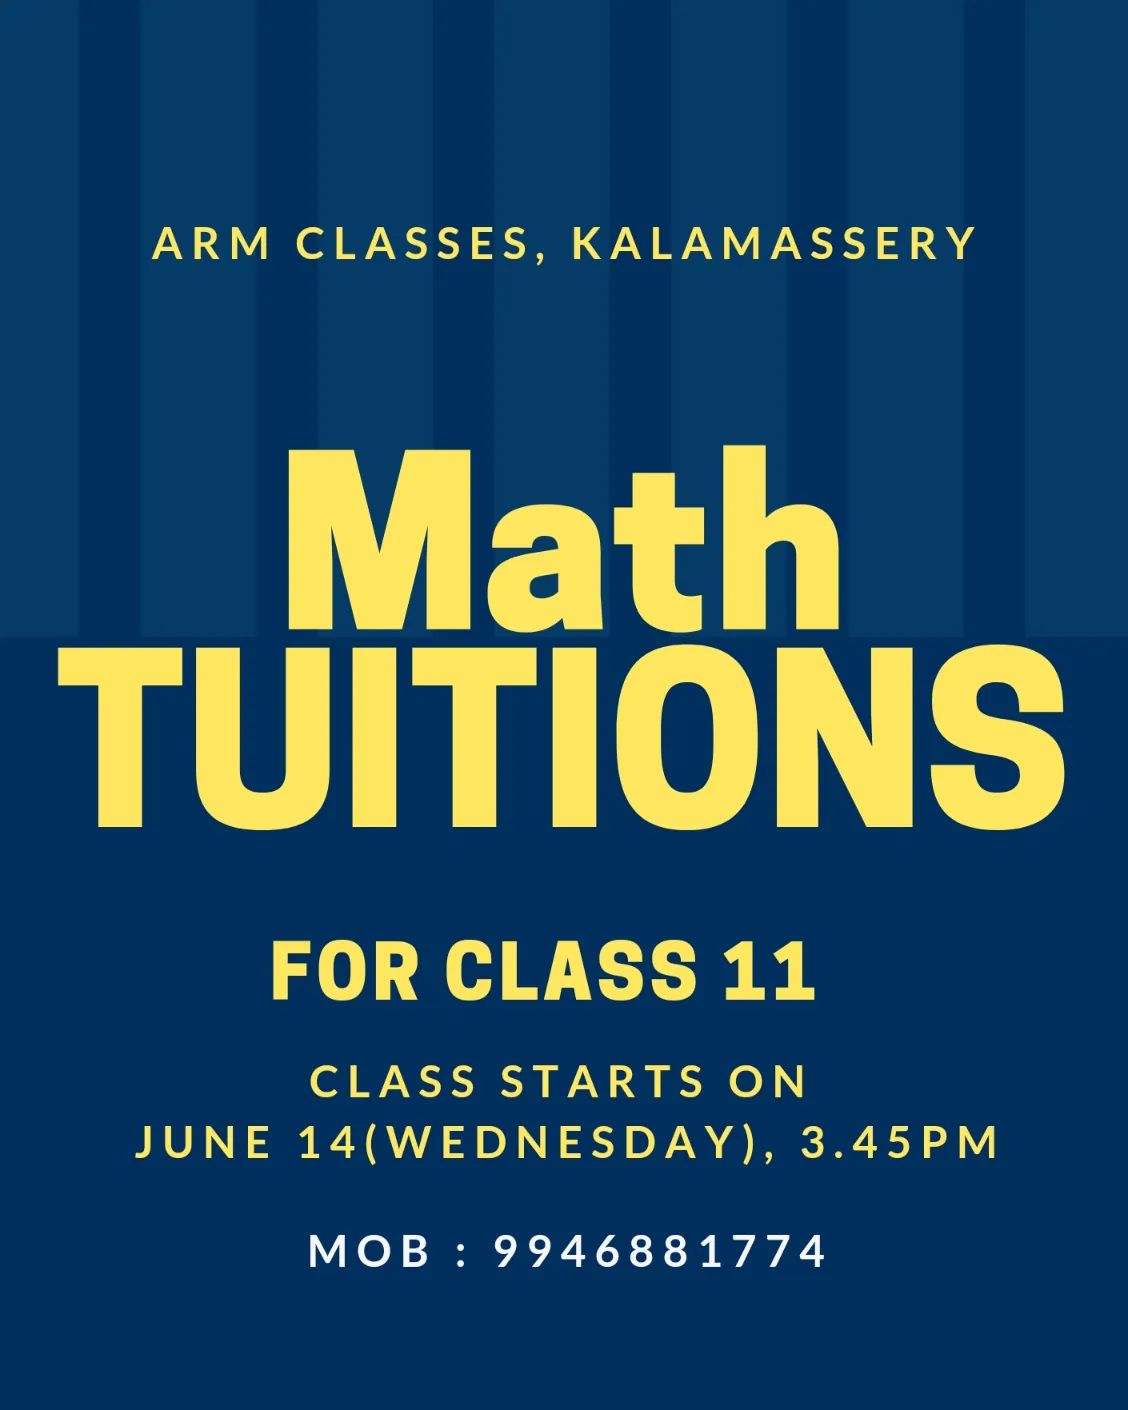 ARM CLASSES, KALAMASSERY
Math
TUITIONS
FOR CLASS 11
CLASS STARTS ON
JUNE 14(WEDNESDAY), 3.45PM
MOB : 9946881774